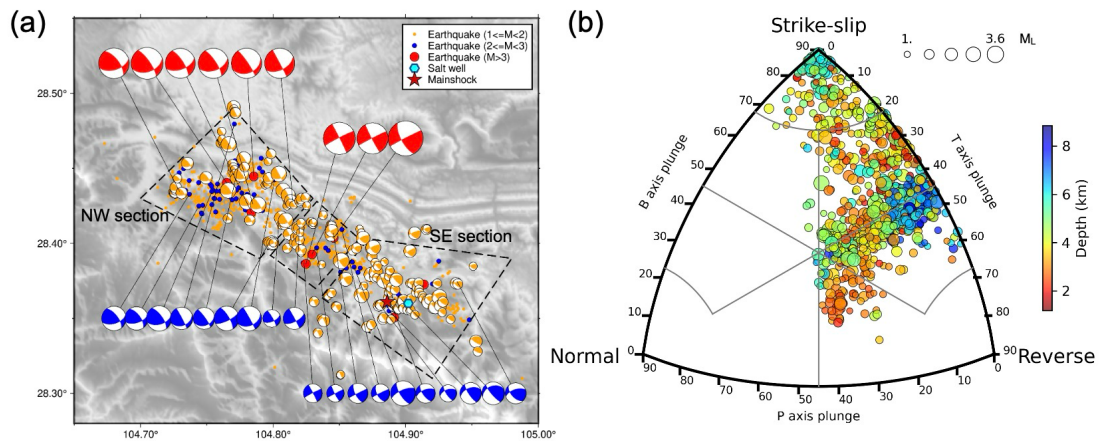 (a)
Earthquake (1<=M<2)
Earthquake (2<=M<3)
Earthquake (M>3)
Salt well
Mainshock
28.50°
28.40°
28.30°
NW section
SE section
104.70°
104.80°
104.90°
105.00°
(b)
Strike-slip
1. 3.6 ML
90 0
80 10
70 20
60 30
50 40
40 50
30 60
20 70
10 80
0 90
B axis plunge
T axis plunge
Normal
Reverse
90 80 70 60 50 40 30 20 10 0
P axis plunge
8
6
4
2
Depth (km)